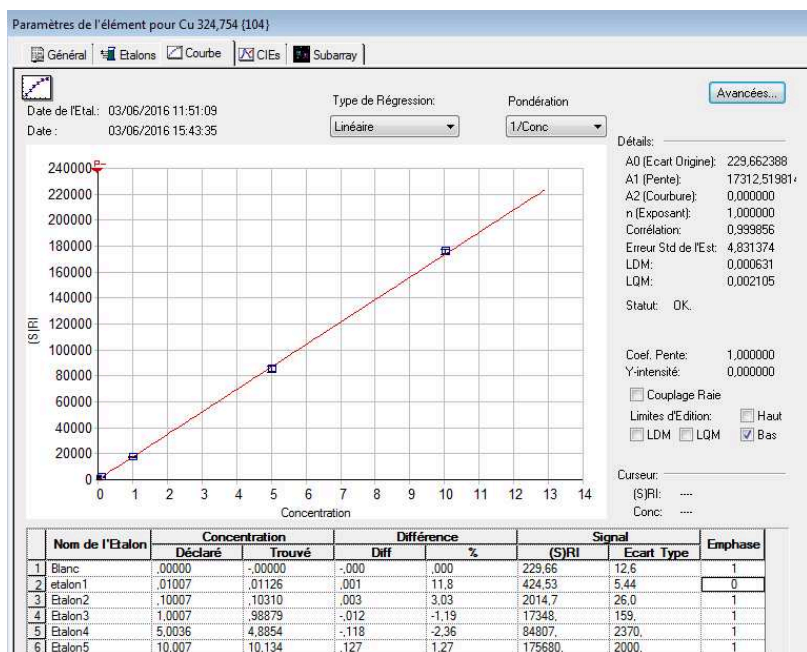 Paramètres de l'élément pour Cu 324,754 {104}
Général Etalons Courbe CIEs Subarray
Date de l'Etal.: 03/06/2016 11:51:09
Date : 03/06/2016 15:43:35
Type de Régression:
Linéaire
Pondération
1/Conc
Avancées...
Détails:
A0 (Ecart Origine): 229,662388
A1 (Pente): 17312,519814
A2 (Courbure): 0,000000
n (Exposant): 1,000000
Corrélation: 0,999856
Erreur Std de l'Est: 4,831374
LDM: 0,000631
LQM: 0,002105
Statut: OK.
Coef. Pente: 1,000000
Y-intensité: 0,000000
Couplage Raie
Limites d'Edition: Haut
LDM LQM Bas
Curseur:
(S)RI: ----
Conc: ----
(S)RI
240000
220000
200000
180000
160000
140000
120000
100000
80000
60000
40000
20000
0
0 1 2 3 4 5 6 7 8 9 10 11 12 13 14
Concentration
Nom de l'Etalon Concentration Différence Signal Emphase
Déclaré Trouvé Diff % (S)RI Ecart Type
1 Blanc ,00000 -,00000 -,000 ,000 229,66 12,6 1
2 etalon1 ,01007 ,01126 ,001 11,8 424,53 5,44 0
3 Etalon2 ,10007 ,10310 ,003 3,03 2014,7 26,0 1
4 Etalon3 1,0007 ,98879 -,012 -1,19 17348, 159, 1
5 Etalon4 5,0036 4,8854 -,118 -2,36 84807, 2370, 1
6 Etalon5 10,007 10,134 ,127 1,27 175680, 2000, 1